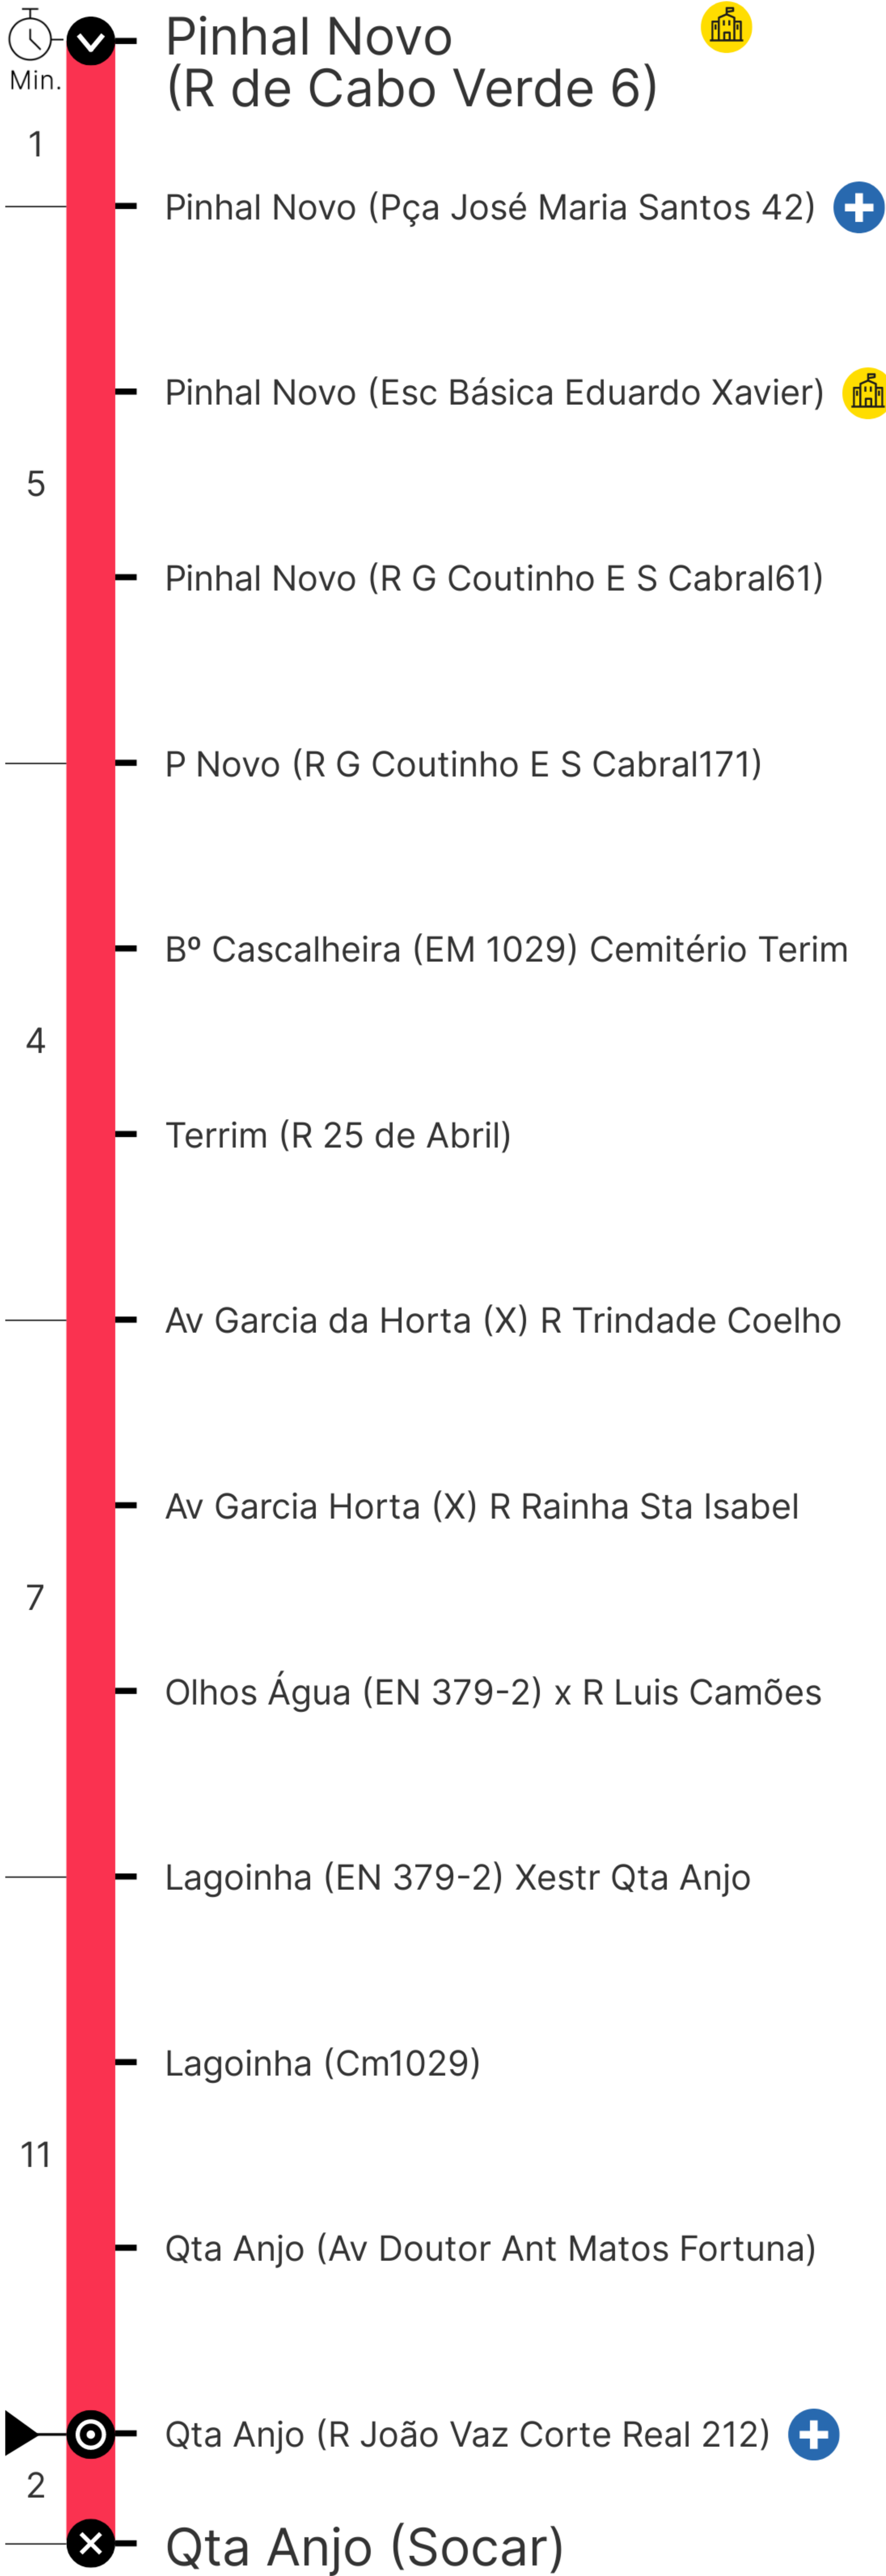 Min.
Pinhal Novo
(R de Cabo Verde 6)
1
Pinhal Novo (Pça José Maria Santos 42)
Pinhal Novo (Esc Básica Eduardo Xavier)
5
Pinhal Novo (R G Coutinho E S Cabral61)
P Novo (R G Coutinho E S Cabral171)
Bº Cascalheira (EM 1029) Cemitério Terim
4
Terrim (R 25 de Abril)
Av Garcia da Horta (X) R Trindade Coelho
Av Garcia Horta (X) R Rainha Sta Isabel
7
Olhos Água (EN 379-2) x R Luis Camões
Lagoinha (EN 379-2) Xestr Qta Anjo
Lagoinha (Cm1029)
11
Qta Anjo (Av Doutor Ant Matos Fortuna)
Qta Anjo (R João Vaz Corte Real 212)
2
Qta Anjo (Socar)